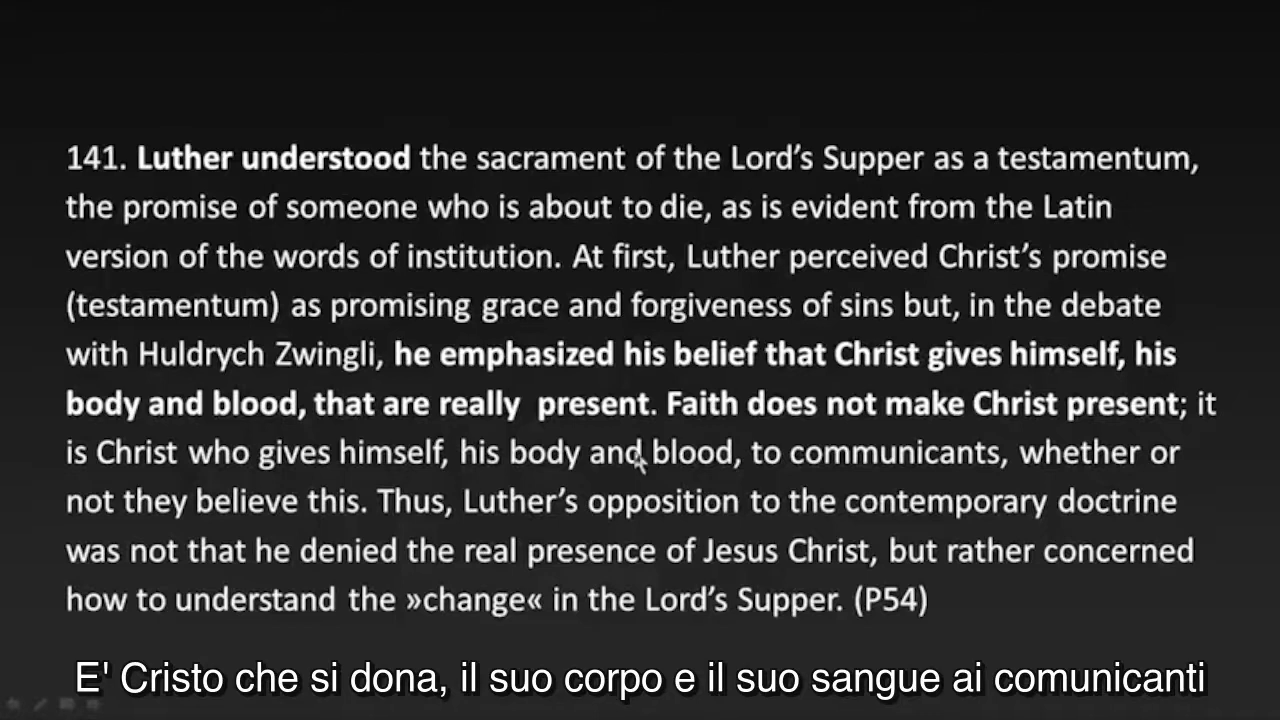 141. Luther understood the sacrament of the Lord’s Supper as a testamentum,
the promise of someone who is about to die, as is evident from the Latin
version of the words of institution. At first, Luther perceived Christ’s promise
(testamentum) as promising grace and forgiveness of sins but, in the debate
with Huldrych Zwingli, he emphasized his belief that Christ gives himself, his
body and blood, that are really  present. Faith does not make Christ present; it
is Christ who gives himself, his body and blood, to communicants, whether or
not they believe this. Thus, Luther’s opposition to the contemporary doctrine
was not that he denied the real presence of Jesus Christ, but rather concerned
how to understand the »change« in the Lord’s Supper. (P54)
E' Cristo che si dona, il suo corpo e il suo sangue ai comunicanti